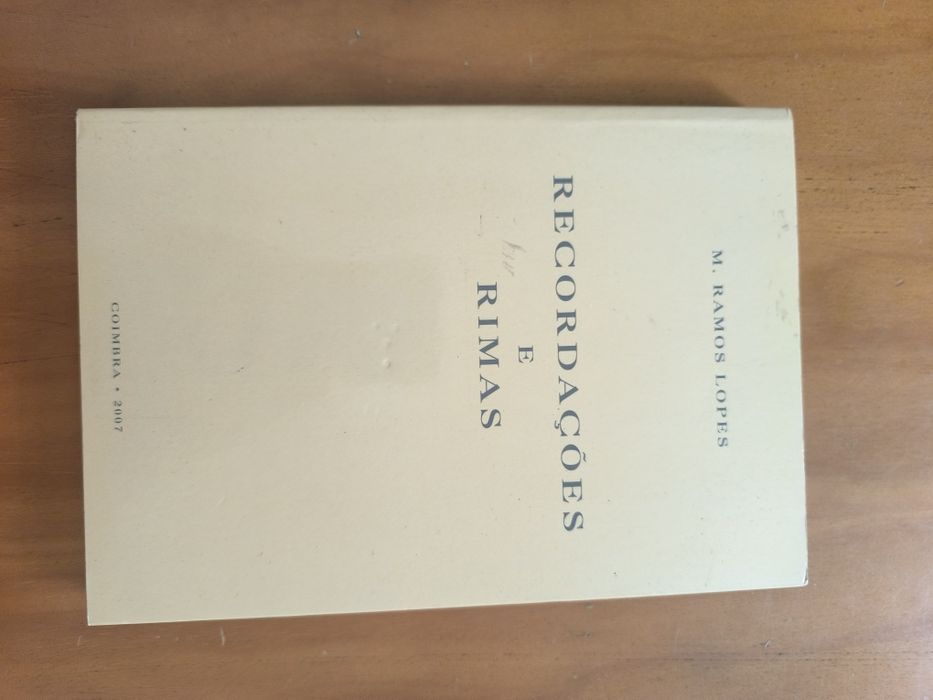 M. RAMOS LOPES
RECORDAÇÕES
E
RIMAS
COIMBRA • 2007